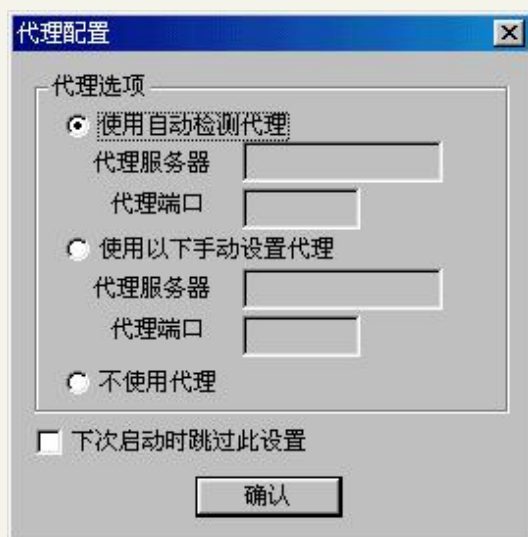 代理配置
代理选项
使用自动检测代理
代理服务器
代理端口
使用以下手动设置代理
代理服务器
代理端口
不使用代理
下次启动时跳过此设置
确认